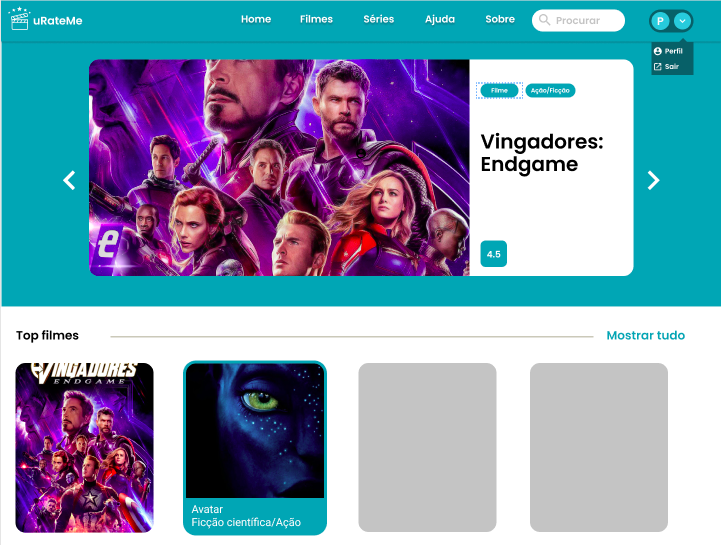 uRateMe
Home Filmes Séries Ajuda Sobre Procurar P
Perfil
Sair
Filme Ação/Ficção
Vingadores:
Endgame
4.5
Top filmes Mostrar tudo
VINGADORES
ENDGAME
Avatar
Ficção científica/Ação